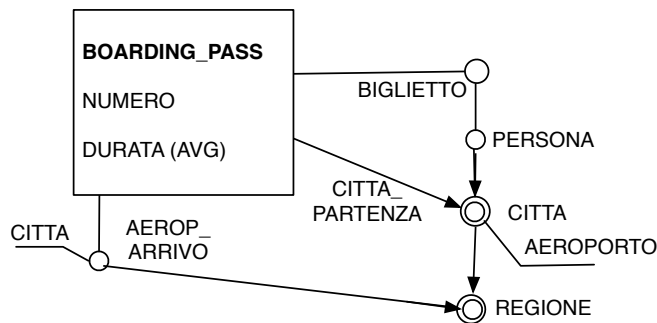 BOARDING_PASS
NUMERO
DURATA (AVG)
BIGLIETTO
PERSONA
CITTA_
PARTENZA
CITTA
AEROPORTO
CITTA
AEROP_
ARRIVO
REGIONE